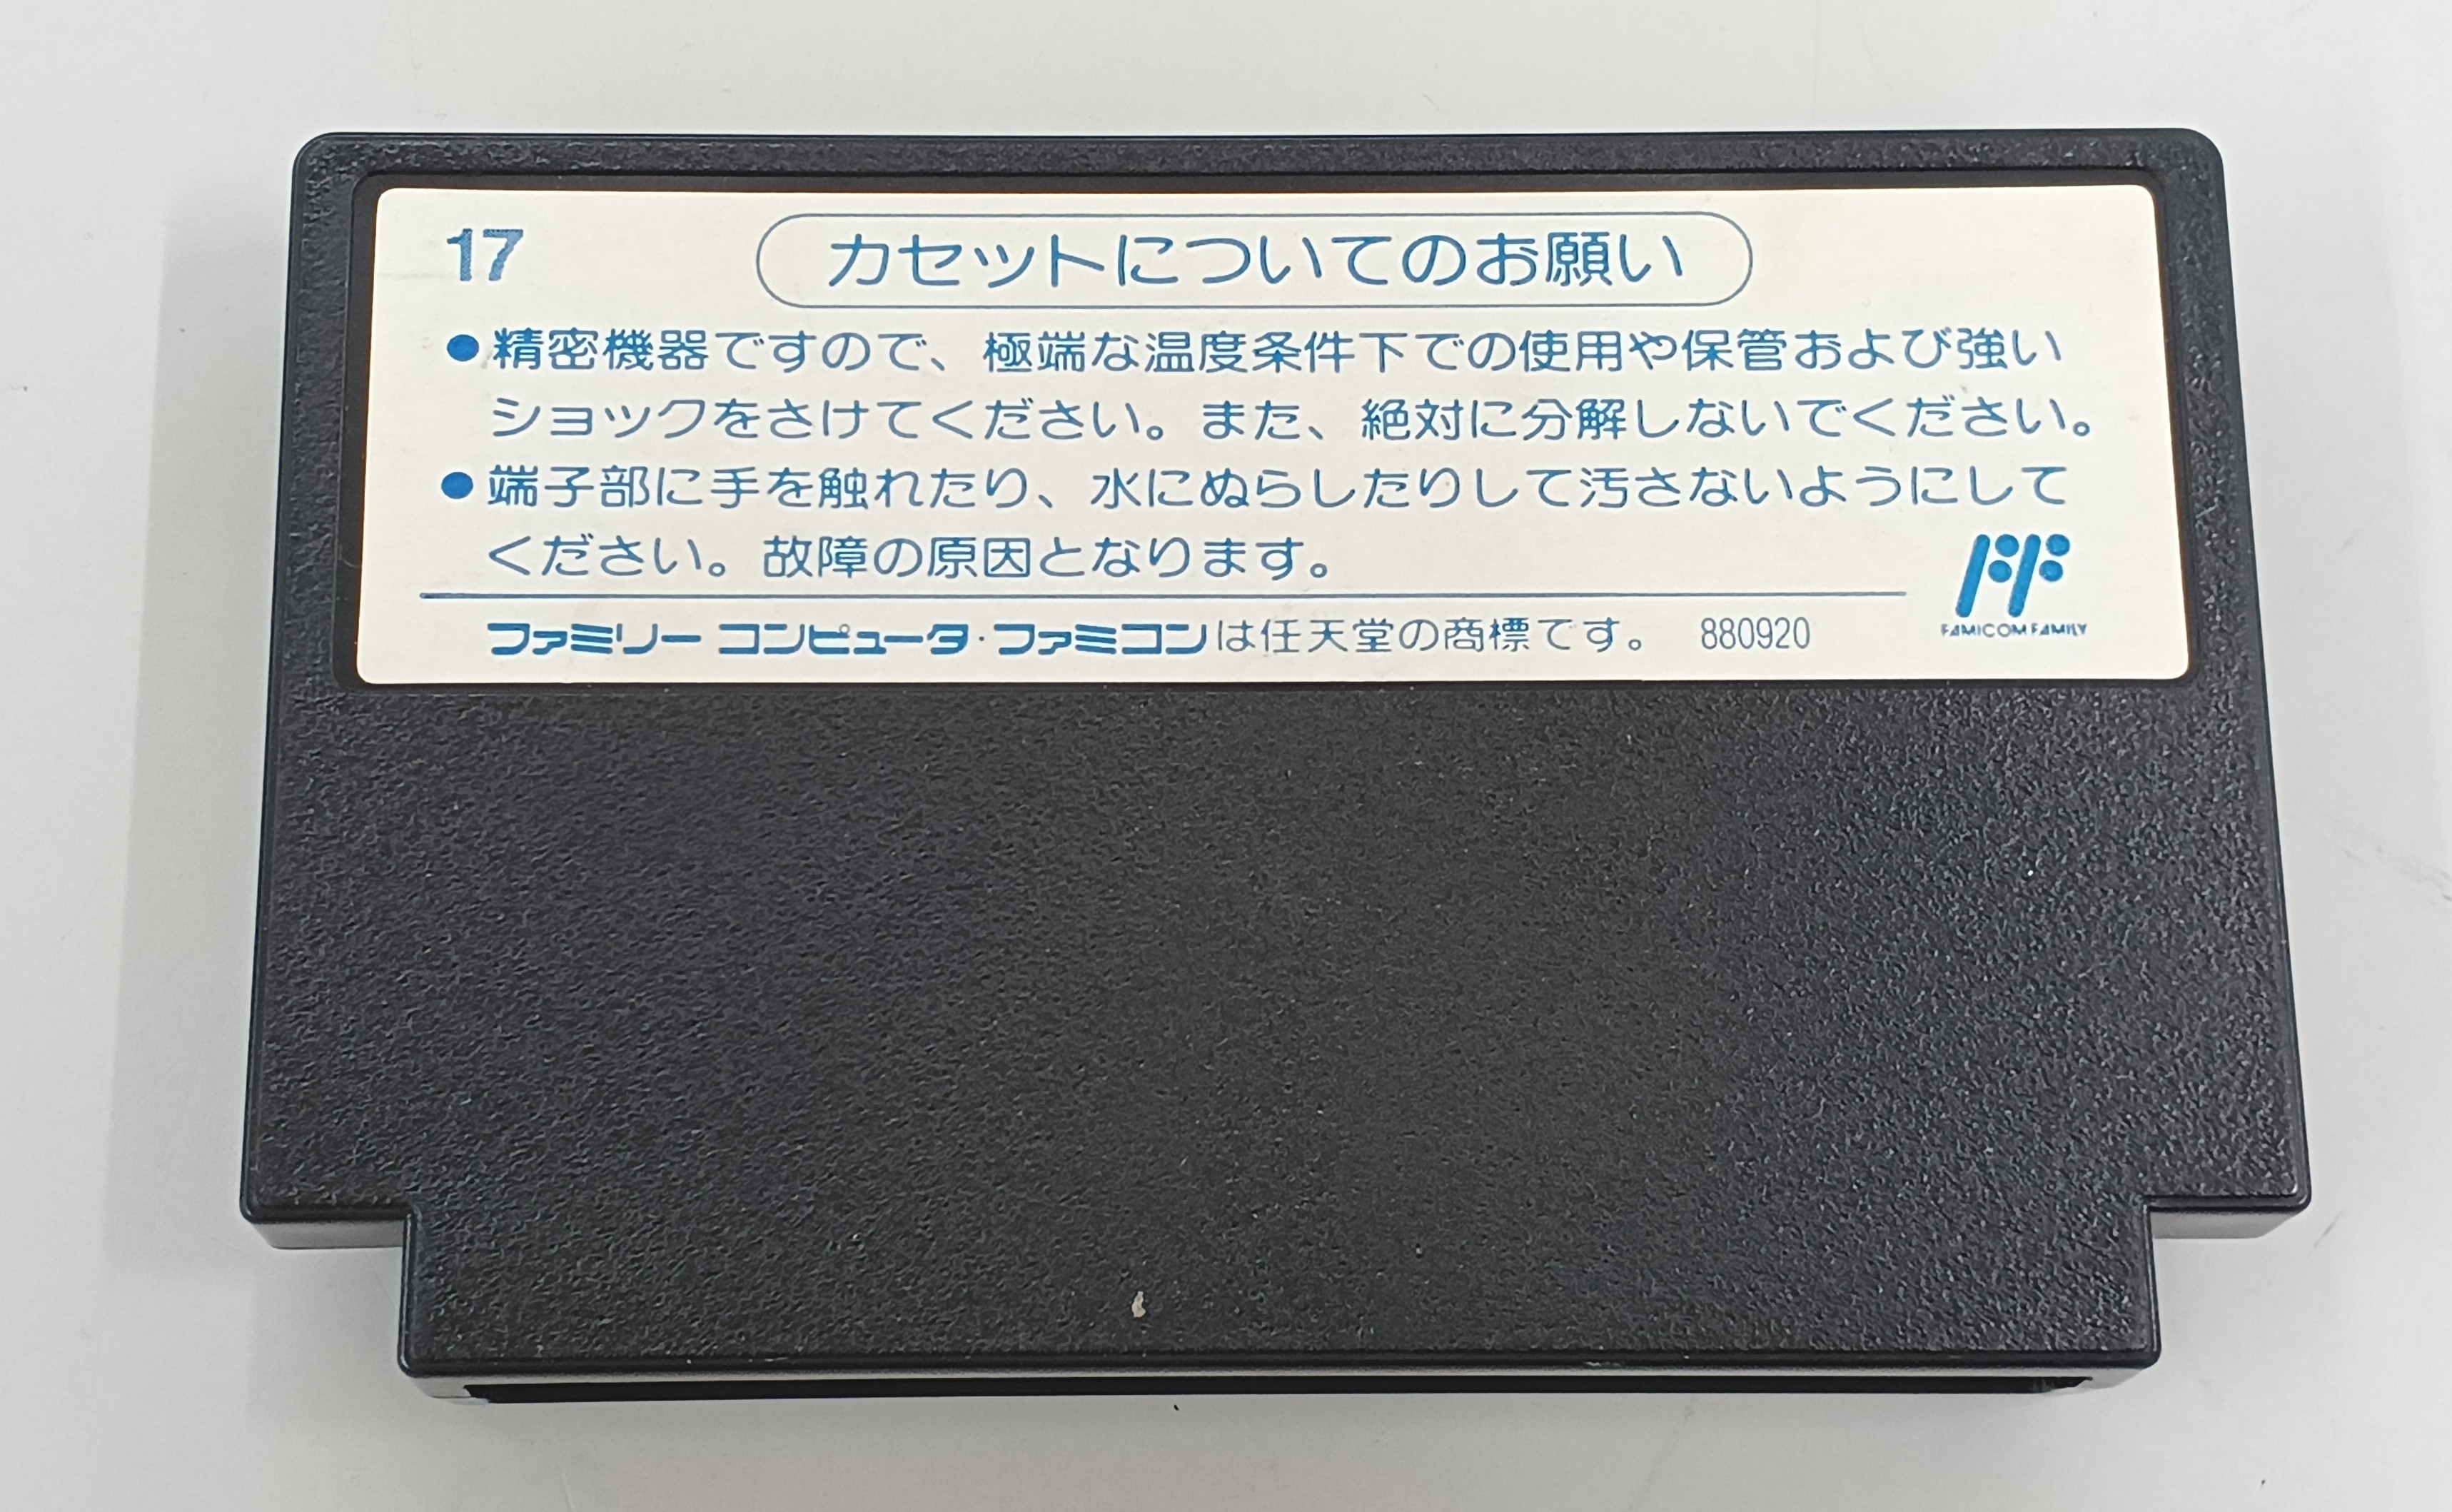 17
カセットについてのお願い
●精密機器ですので、極端な温度条件下での使用や保管および強い
ショックをさけてください。また、絶対に分解しないでください。
●端子部に手を触れたり、水にぬらしたりして汚さないようにして
ください。故障の原因となります。
FF
FAMICOM FAMILY
ファミリー コンピュータ・ファミコンは任天堂の商標です。 880920